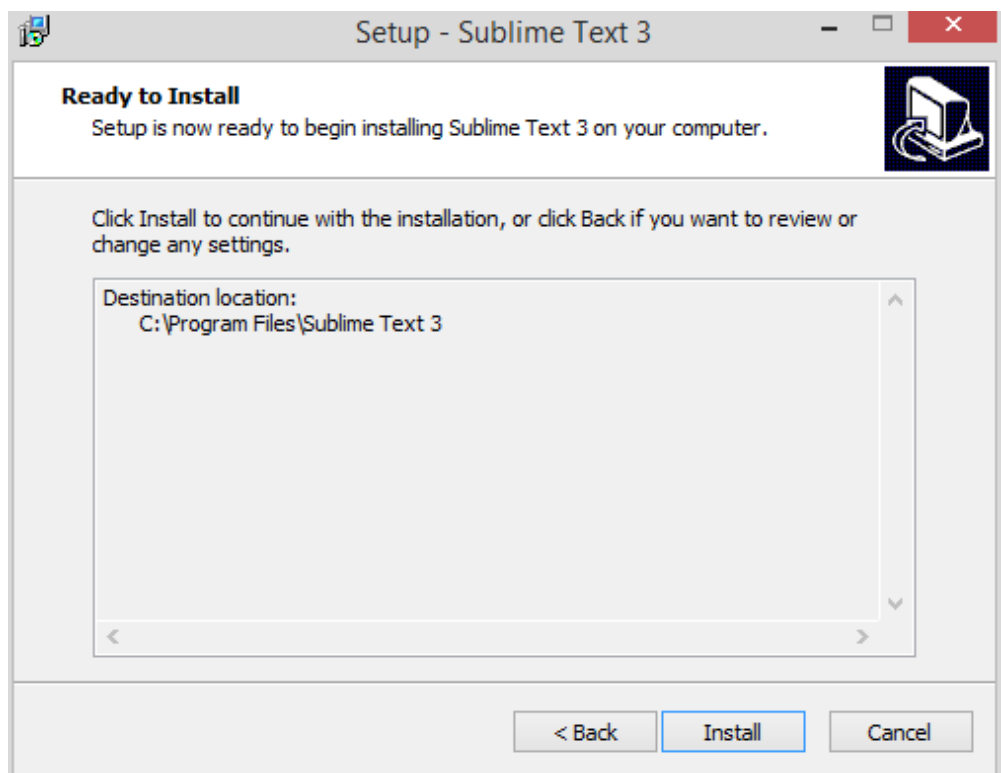 Setup - Sublime Text 3
Ready to Install
Setup is now ready to begin installing Sublime Text 3 on your computer.
Click Install to continue with the installation, or click Back if you want to review or
change any settings.
Destination location:
C:\Program Files\Sublime Text 3
< Back
Install
Cancel